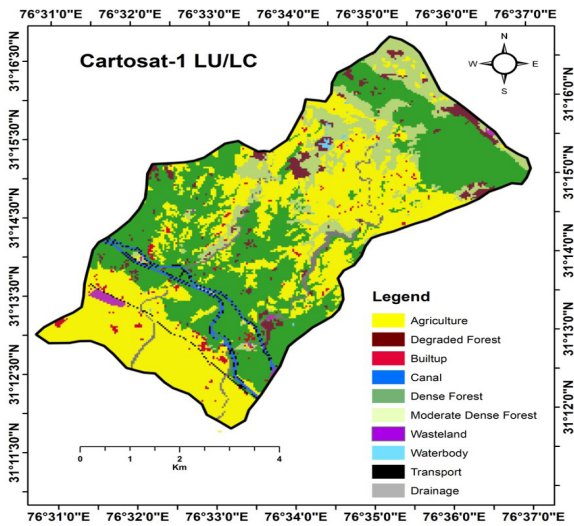 76°31'0"E 76°32'0"E 76°33'0"E 76°34'0"E 76°35'0"E 76°36'0"E 76°37'0"E
Cartosat-1 LU/LC
N
W E
S
31°16'30"N
31°15'30"N
31°14'30"N
31°13'30"N
31°12'30"N
31°11'30"N
31°16'0"N
31°15'0"N
31°14'0"N
31°13'0"N
31°12'0"N
Legend
Agriculture
Degraded Forest
Builtup
Canal
Dense Forest
Moderate Dense Forest
Wasteland
Waterbody
Transport
Drainage
0 1 2 4
Km
76°31'0"E 76°32'0"E 76°33'0"E 76°34'0"E 76°35'0"E 76°36'0"E 76°37'0"E